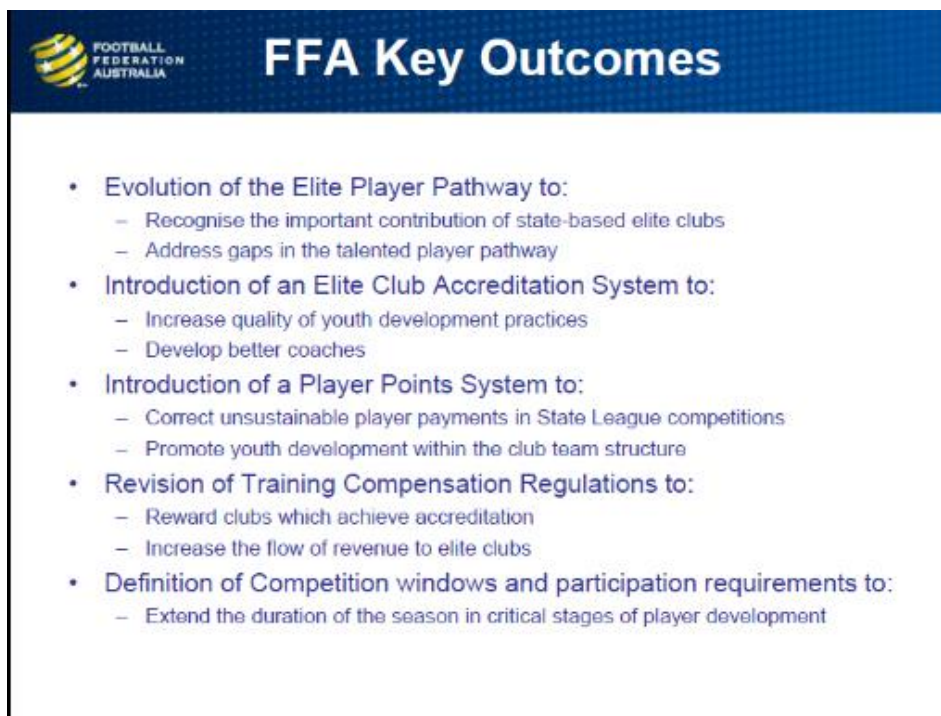 FOOTBALL
FEDERATION
AUSTRALIA
FFA Key Outcomes
• Evolution of the Elite Player Pathway to:
– Recognise the important contribution of state-based elite clubs
– Address gaps in the talented player pathway
• Introduction of an Elite Club Accreditation System to:
– Increase quality of youth development practices
– Develop better coaches
• Introduction of a Player Points System to:
– Correct unsustainable player payments in State League competitions
– Promote youth development within the club team structure
• Revision of Training Compensation Regulations to:
– Reward clubs which achieve accreditation
– Increase the flow of revenue to elite clubs
• Definition of Competition windows and participation requirements to:
– Extend the duration of the season in critical stages of player development